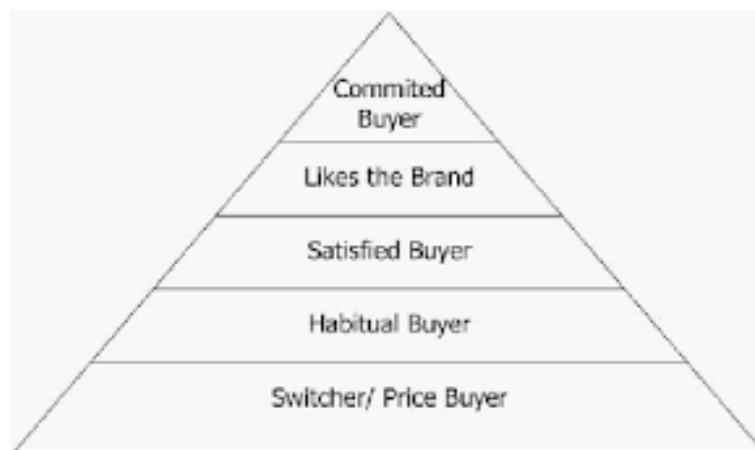 Commited
Buyer
Likes the Brand
Satisfied Buyer
Habitual Buyer
Switcher/ Price Buyer